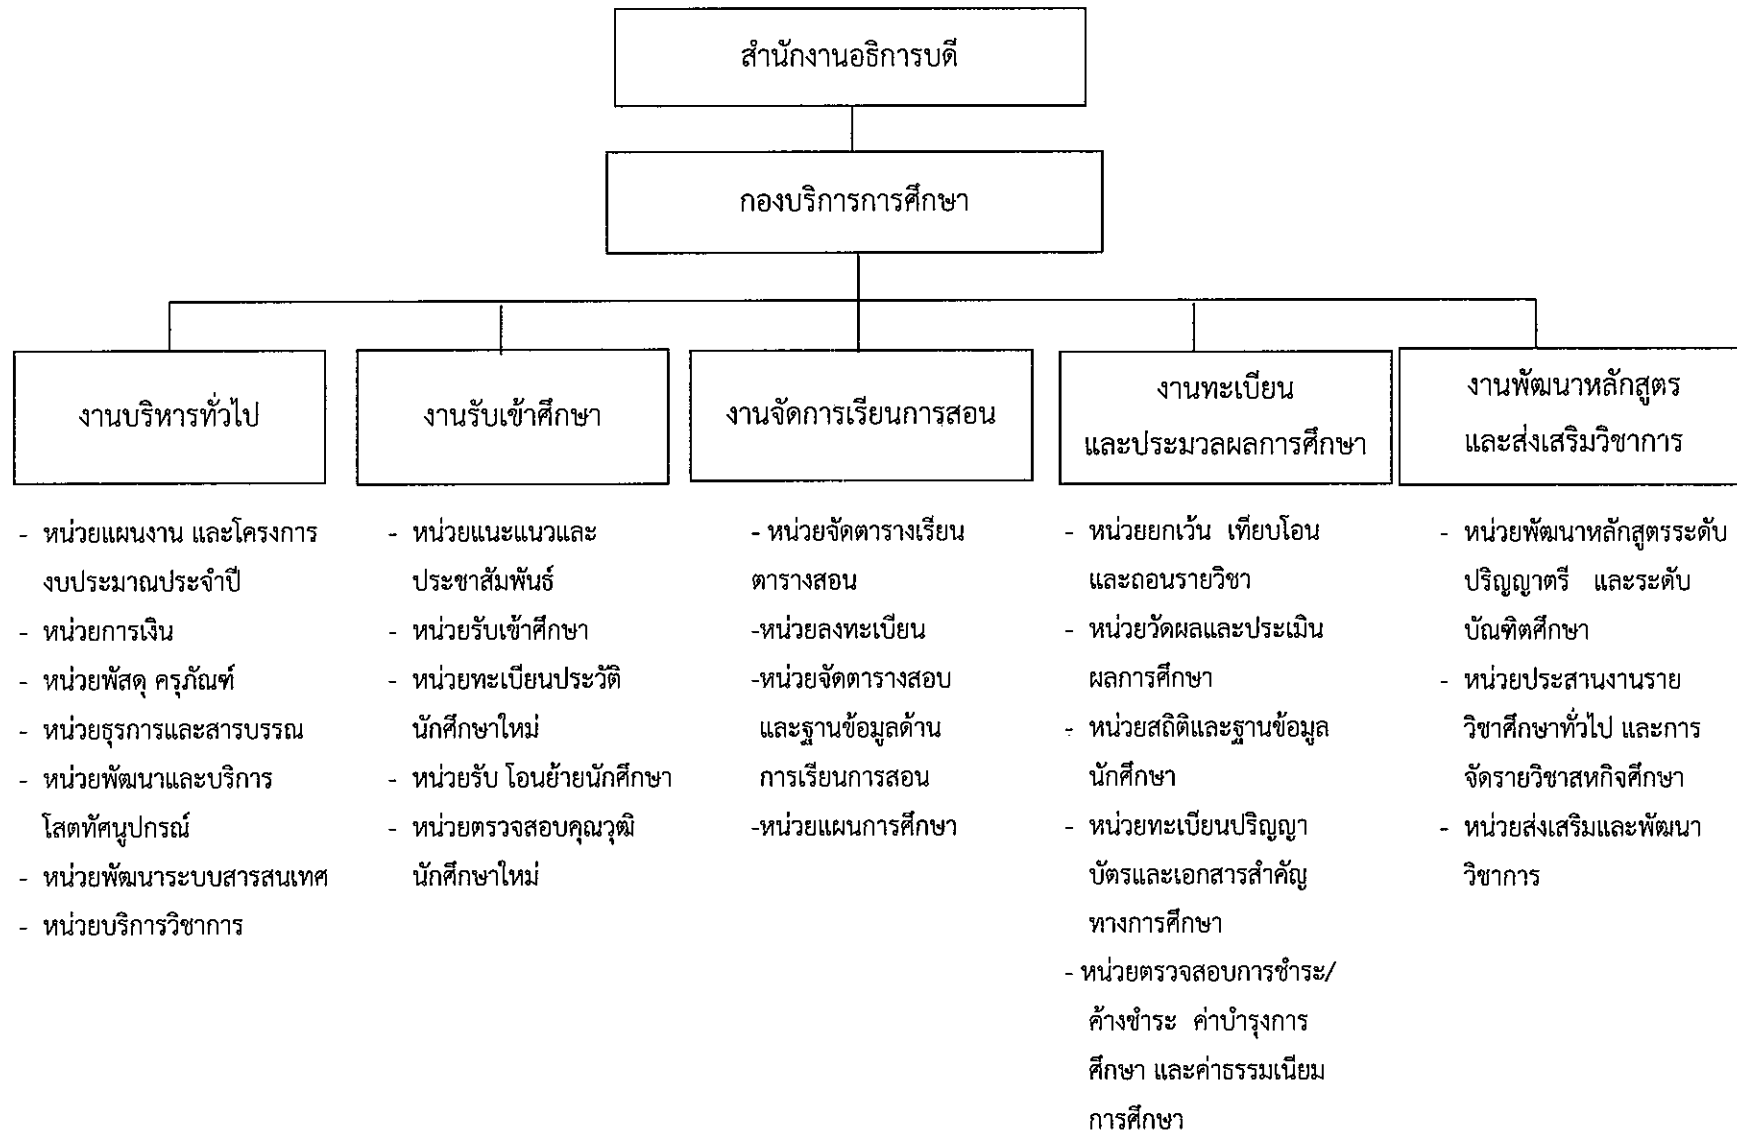 สำนักงานอธิการบดี
กองบริการการศึกษา
งานบริหารทั่วไป
- หน่วยแผนงาน และโครงการ
งบประมาณประจำปี
- หน่วยการเงิน
- หน่วยพัสดุ ครุภัณฑ์
- หน่วยธุรการและสารบรรณ
- หน่วยพัฒนาและบริการ
โสตทัศนูปกรณ์
- หน่วยพัฒนาระบบสารสนเทศ
- หน่วยบริการวิชาการ
งานรับเข้าศึกษา
- หน่วยแนะแนวและ
ประชาสัมพันธ์
- หน่วยรับเข้าศึกษา
- หน่วยทะเบียนประวัติ
นักศึกษาใหม่
- หน่วยรับ โอนย้ายนักศึกษา
- หน่วยตรวจสอบคุณวุฒิ
นักศึกษาใหม่
งานจัดการเรียนการสอน
- หน่วยจัดตารางเรียน
ตารางสอน
-หน่วยลงทะเบียน
-หน่วยจัดตารางสอบ
และฐานข้อมูลด้าน
การเรียนการสอน
-หน่วยแผนการศึกษา
งานทะเบียน
และประมวลผลการศึกษา
- หน่วยยกเว้น เทียบโอน
และถอนรายวิชา
- หน่วยวัดผลและประเมิน
ผลการศึกษา
- หน่วยสถิติและฐานข้อมูล
นักศึกษา
- หน่วยทะเบียนปริญญา
บัตรและเอกสารสำคัญ
ทางการศึกษา
- หน่วยตรวจสอบการชำระ/
ค้างชำระ ค่าบำรุงการ
ศึกษา และค่าธรรมเนียม
การศึกษา
งานพัฒนาหลักสูตร
และส่งเสริมวิชาการ
- หน่วยพัฒนาหลักสูตรระดับ
ปริญญาตรี และระดับ
บัณฑิตศึกษา
- หน่วยประสานงานราย
วิชาศึกษาทั่วไป และการ
จัดรายวิชาสหกิจศึกษา
- หน่วยส่งเสริมและพัฒนา
วิชาการ